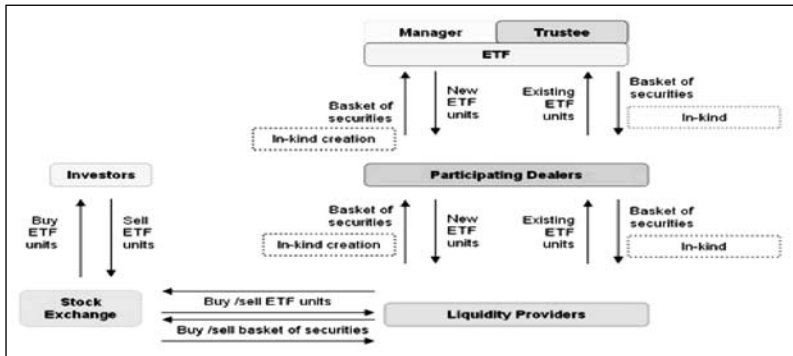 Manager
Trustee
ETF
Basket of
securities
In-kind creation
New
ETF
units
Existing
ETF
units
Basket of
securities
In-kind
Investors
Participating Dealers
Buy
ETF
units
Sell
ETF
units
Basket of
securities
In-kind creation
New
ETF
units
Existing
ETF
units
Basket of
securities
In-kind
Stock
Exchange
Buy /sell ETF units
Buy /sell basket of securities
Liquidity Providers